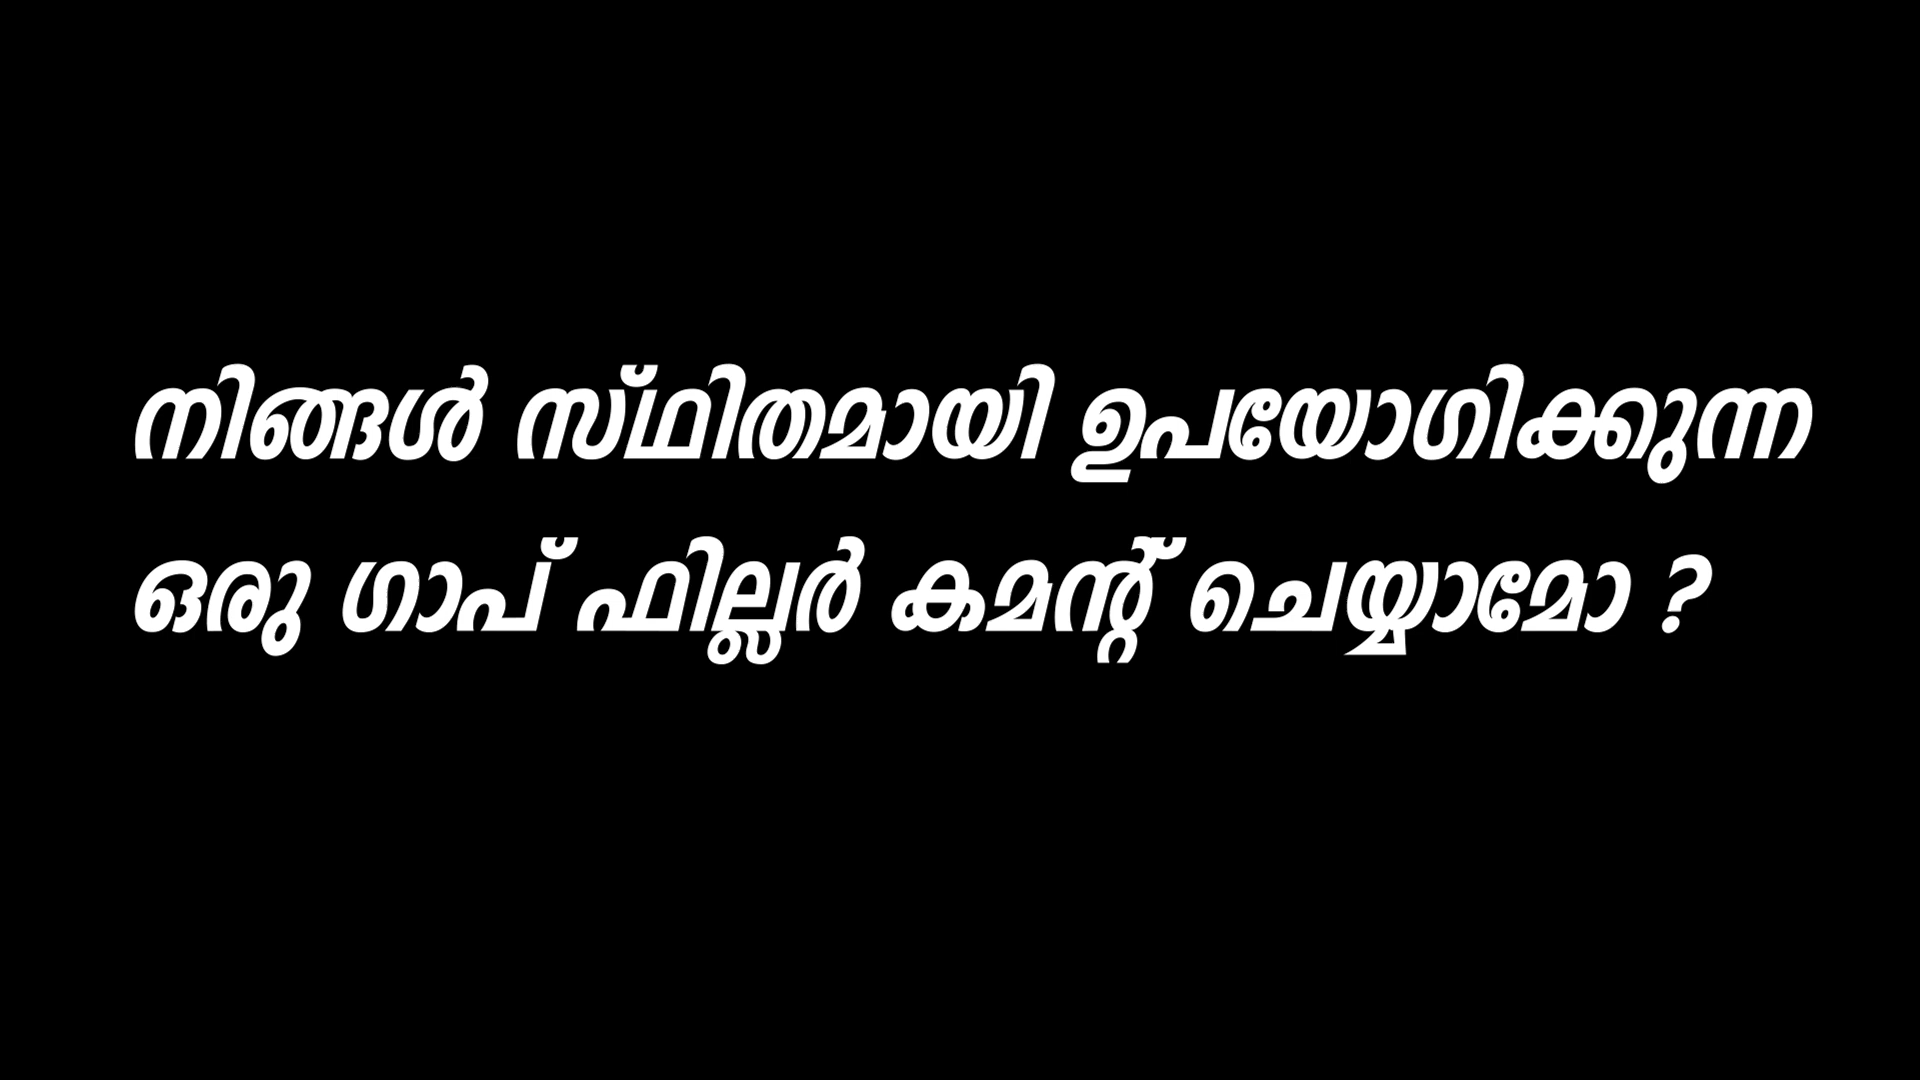 നിങ്ങൾ സ്ഥിതമായി ഉപയോഗിക്കുന്ന
ഒരു ഗാപ് ഫില്ലർ കമന്റ് ചെയ്യാമോ ?